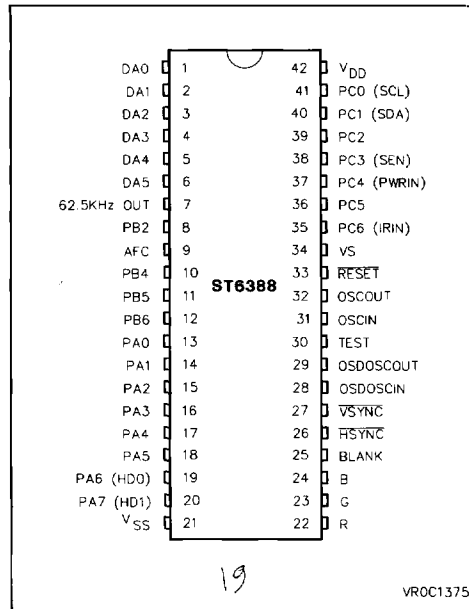 DA0 1 42 VDD
DA1 2 41 PC0 (SCL)
DA2 3 40 PC1 (SDA)
DA3 4 39 PC2
DA4 5 38 PC3 (SEN)
DA5 6 37 PC4 (PWRIN)
62.5KHz OUT 7 36 PC5
PB2 8 35 PC6 (IRIN)
AFC 9 34 VS
PB4 10 33 RESET
ST6388
PB5 11 32 OSCOUT
PB6 12 31 OSCIN
PA0 13 30 TEST
PA1 14 29 OSDOSCOUT
PA2 15 28 OSDOSCIN
PA3 16 27 VSYNC
PA4 17 26 HSYNC
PA5 18 25 BLANK
PA6 (HD0) 19 24 B
PA7 (HD1) 20 23 G
VSS 21 22 R
19
VR0C1375